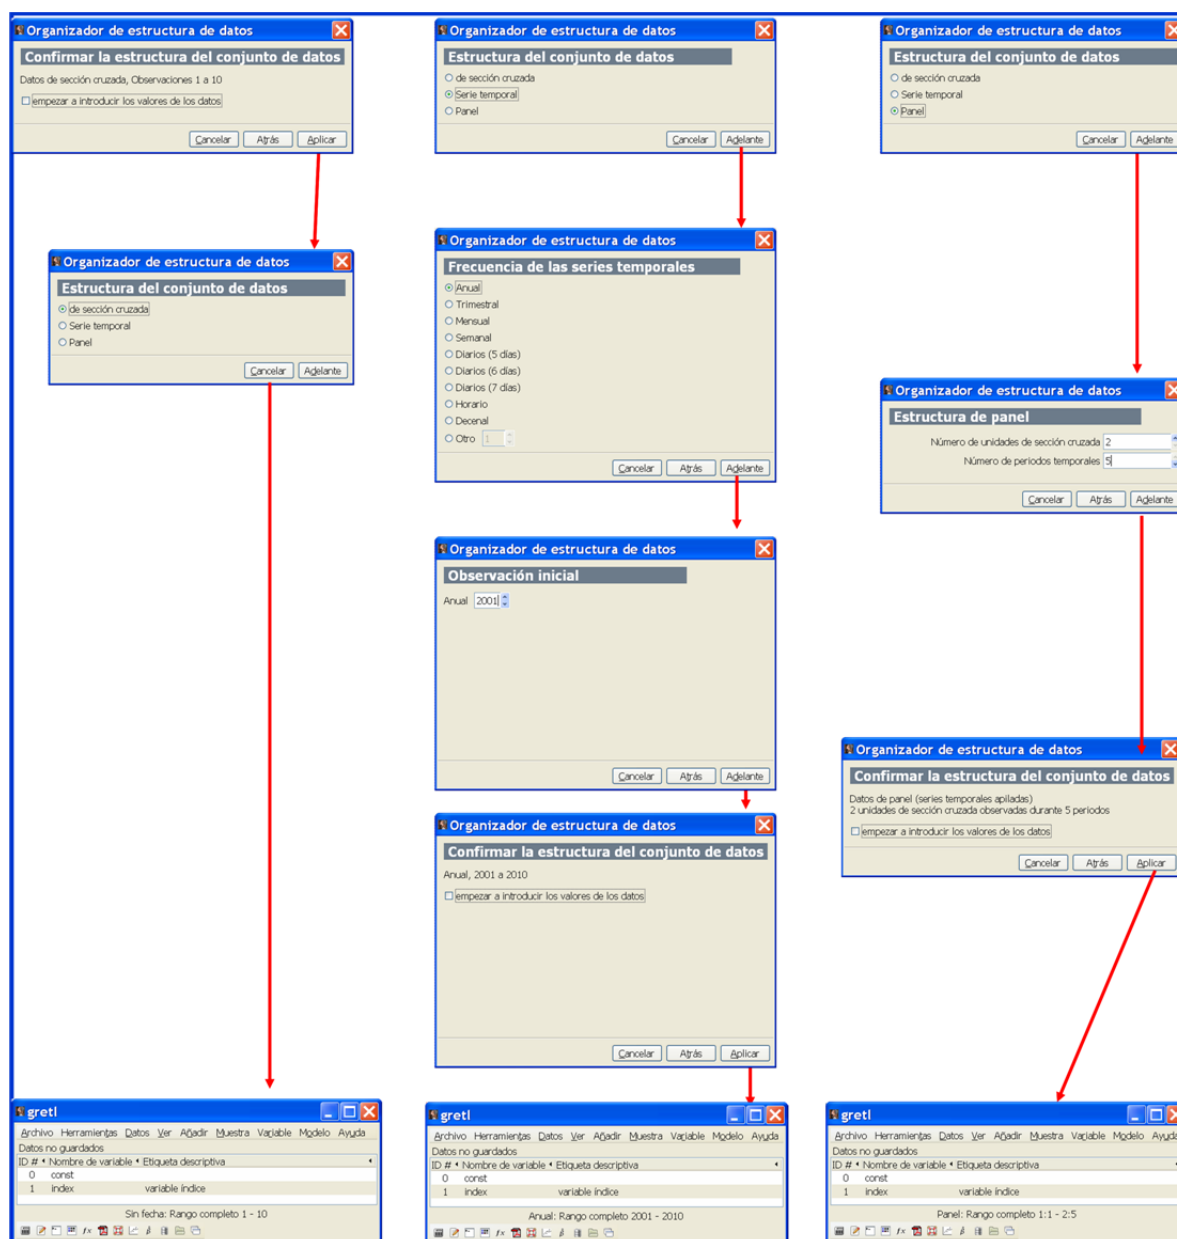 Organizador de estructura de datos
Confirmar la estructura del conjunto de datos
Datos de sección cruzada, Observaciones 1 a 10
empezar a introducir los valores de los datos
Cancelar Atrás Aplicar
Organizador de estructura de datos
Estructura del conjunto de datos
de sección cruzada
Serie temporal
Panel
Cancelar Adelante
gretl
Archivo Herramientas Datos Ver Añadir Muestra Variable Modelo Ayuda
Datos no guardados
ID # Nombre de variable Etiqueta descriptiva
0 const
1 index variable índice
Sin fecha: Rango completo 1 - 10
Organizador de estructura de datos
Estructura del conjunto de datos
de sección cruzada
Serie temporal
Panel
Cancelar Adelante
Organizador de estructura de datos
Frecuencia de las series temporales
Anual
Trimestral
Mensual
Semanal
Diarios (5 días)
Diarios (6 días)
Diarios (7 días)
Horario
Decenal
Otro 1
Cancelar Atrás Adelante
Organizador de estructura de datos
Observación inicial
Anual 2001
Cancelar Atrás Adelante
Organizador de estructura de datos
Confirmar la estructura del conjunto de datos
Anual, 2001 a 2010
empezar a introducir los valores de los datos
Cancelar Atrás Aplicar
gretl
Archivo Herramientas Datos Ver Añadir Muestra Variable Modelo Ayuda
Datos no guardados
ID # Nombre de variable Etiqueta descriptiva
0 const
1 index variable índice
Anual: Rango completo 2001 - 2010
Organizador de estructura de datos
Estructura del conjunto de datos
de sección cruzada
Serie temporal
Panel
Cancelar Adelante
Organizador de estructura de datos
Estructura de panel
Número de unidades de sección cruzada 2
Número de periodos temporales 5
Cancelar Atrás Adelante
Organizador de estructura de datos
Confirmar la estructura del conjunto de datos
Datos de panel (series temporales apiladas)
2 unidades de sección cruzada observadas durante 5 periodos
empezar a introducir los valores de los datos
Cancelar Atrás Aplicar
gretl
Archivo Herramientas Datos Ver Añadir Muestra Variable Modelo Ayuda
Datos no guardados
ID # Nombre de variable Etiqueta descriptiva
0 const
1 index variable índice
Panel: Rango completo 1:1 - 2:5